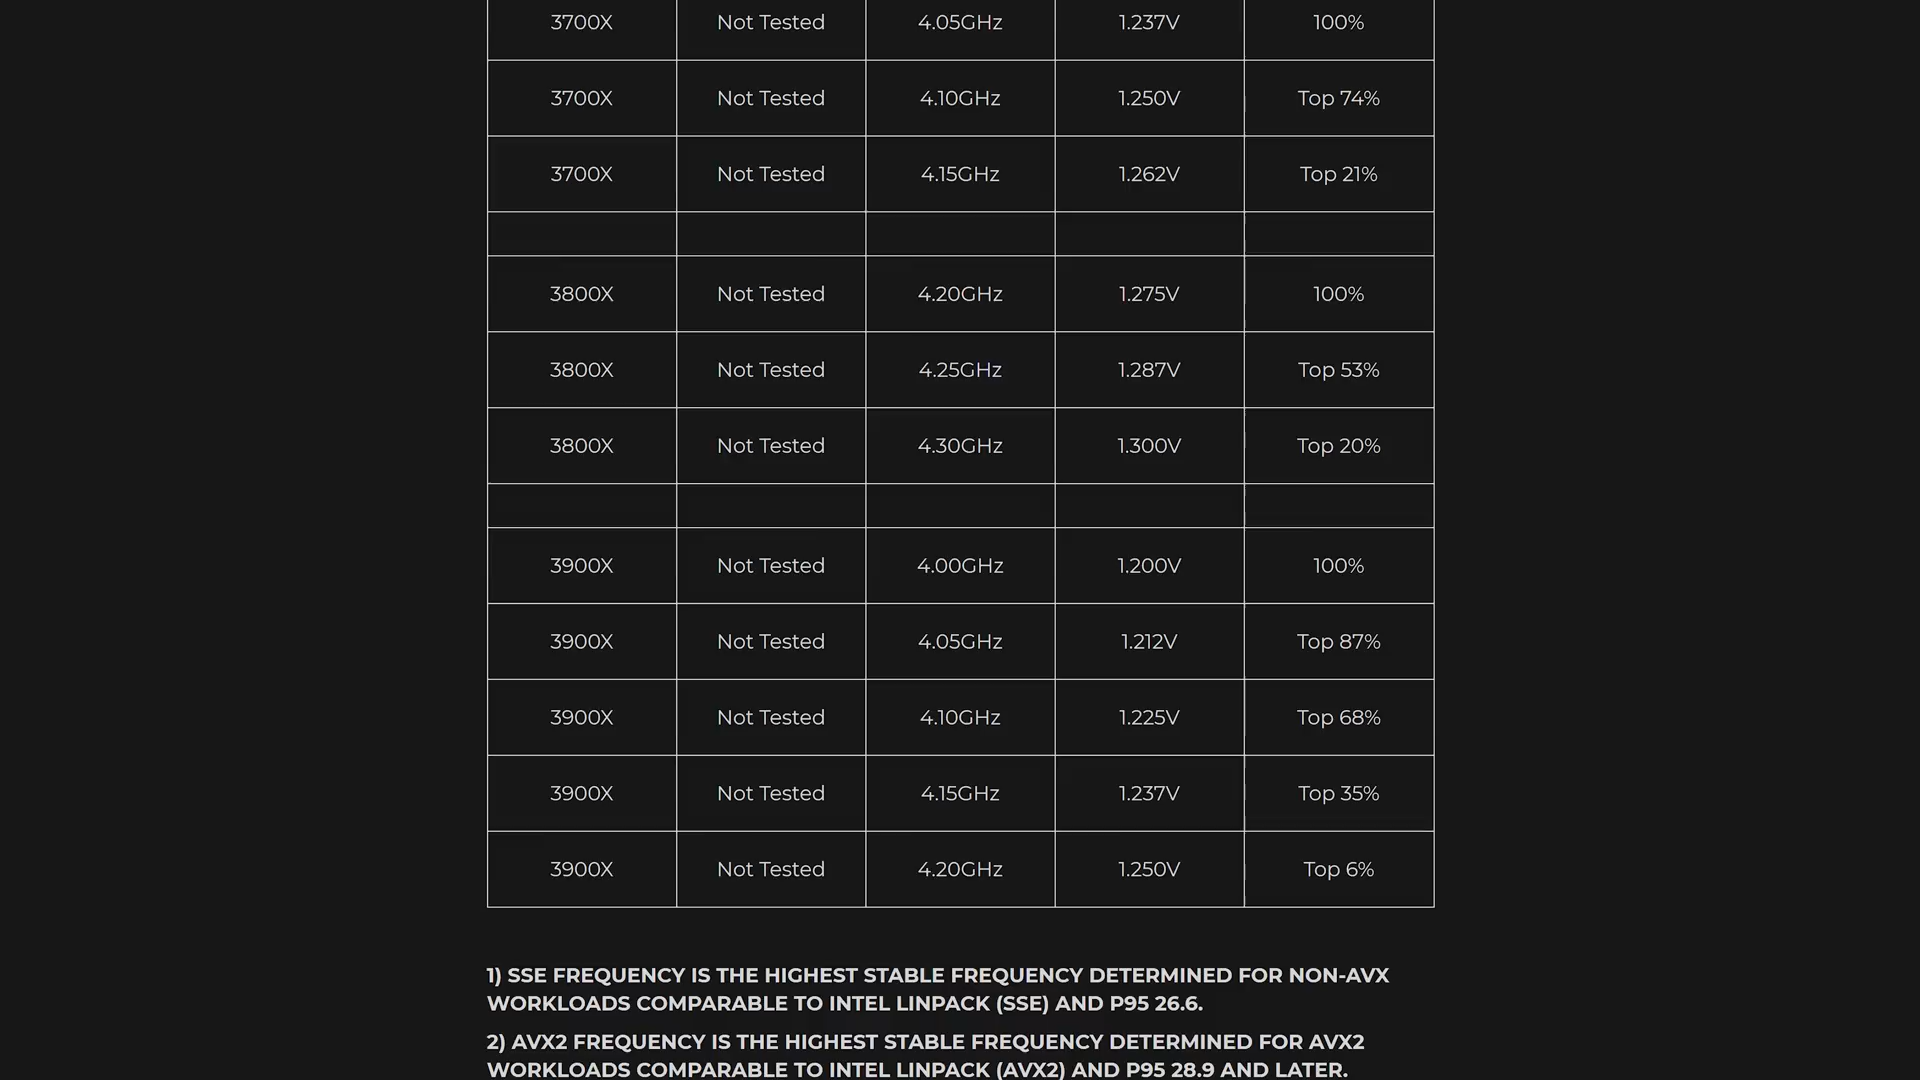 3700X Not Tested 4.05GHz 1.237V 100%
3700X Not Tested 4.10GHz 1.250V Top 74%
3700X Not Tested 4.15GHz 1.262V Top 21%
3800X Not Tested 4.20GHz 1.275V 100%
3800X Not Tested 4.25GHz 1.287V Top 53%
3800X Not Tested 4.30GHz 1.300V Top 20%
3900X Not Tested 4.00GHz 1.200V 100%
3900X Not Tested 4.05GHz 1.212V Top 87%
3900X Not Tested 4.10GHz 1.225V Top 68%
3900X Not Tested 4.15GHz 1.237V Top 35%
3900X Not Tested 4.20GHz 1.250V Top 6%
1) SSE FREQUENCY IS THE HIGHEST STABLE FREQUENCY DETERMINED FOR NON-AVX
WORKLOADS COMPARABLE TO INTEL LINPACK (SSE) AND P95 26.6.
2) AVX2 FREQUENCY IS THE HIGHEST STABLE FREQUENCY DETERMINED FOR AVX2
WORKLOADS COMPARABLE TO INTEL LINPACK (AVX2) AND P95 28.9 AND LATER.